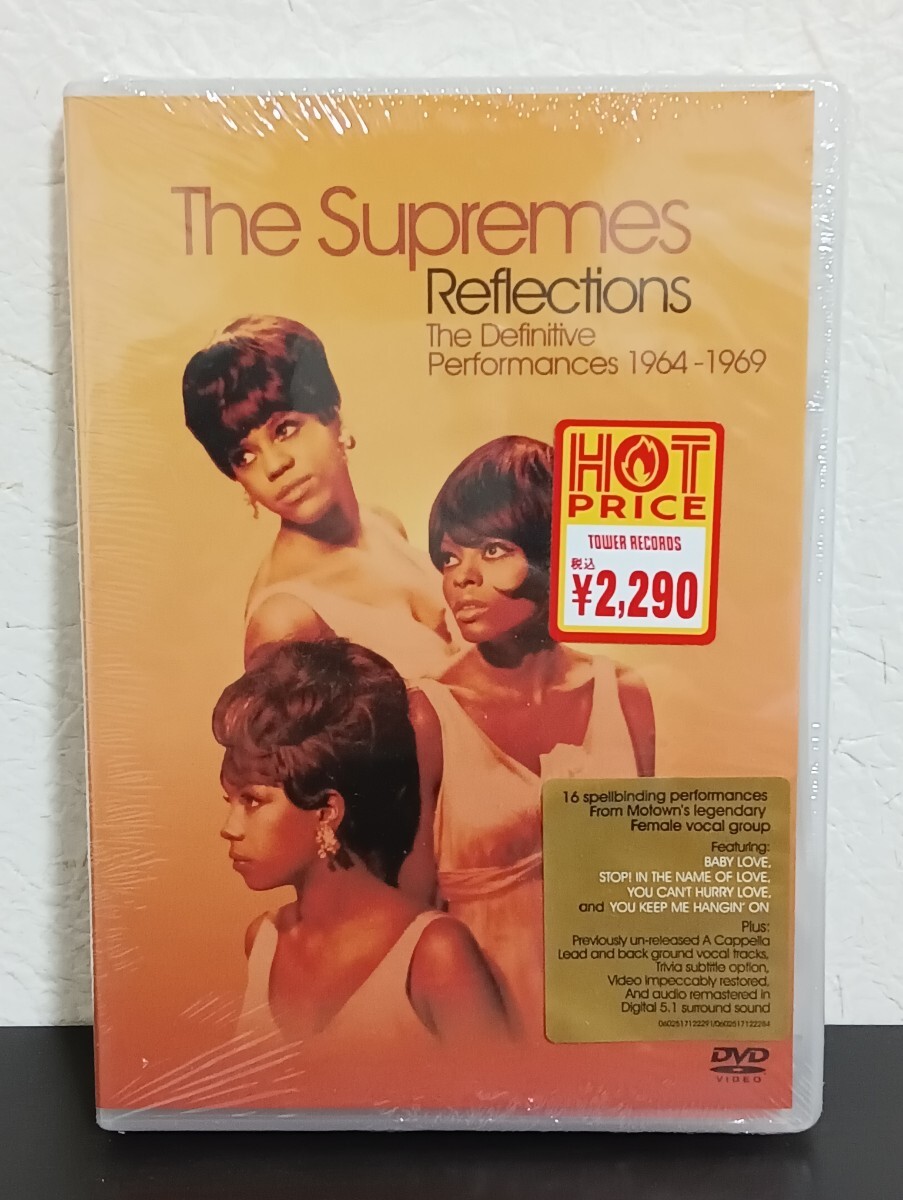 The Supremes
Reflections
The Definitive
Performances 1964-1969
HOT
PRICE
TOWER RECORDS
税込
¥2,290
16 spellbinding performances
From Motown's legendary
Female vocal group
Featuring:
BABY LOVE,
STOP! IN THE NAME OF LOVE,
YOU CAN'T HURRY LOVE,
and YOU KEEP ME HANGIN' ON
Plus:
Previously un-released A Cappella
Lead and back ground vocal tracks,
Trivia subtitle option,
Video impeccably restored,
And audio remastered in
Digital 5.1 surround sound
0602517122291/0602517122284
DVD
VIDEO